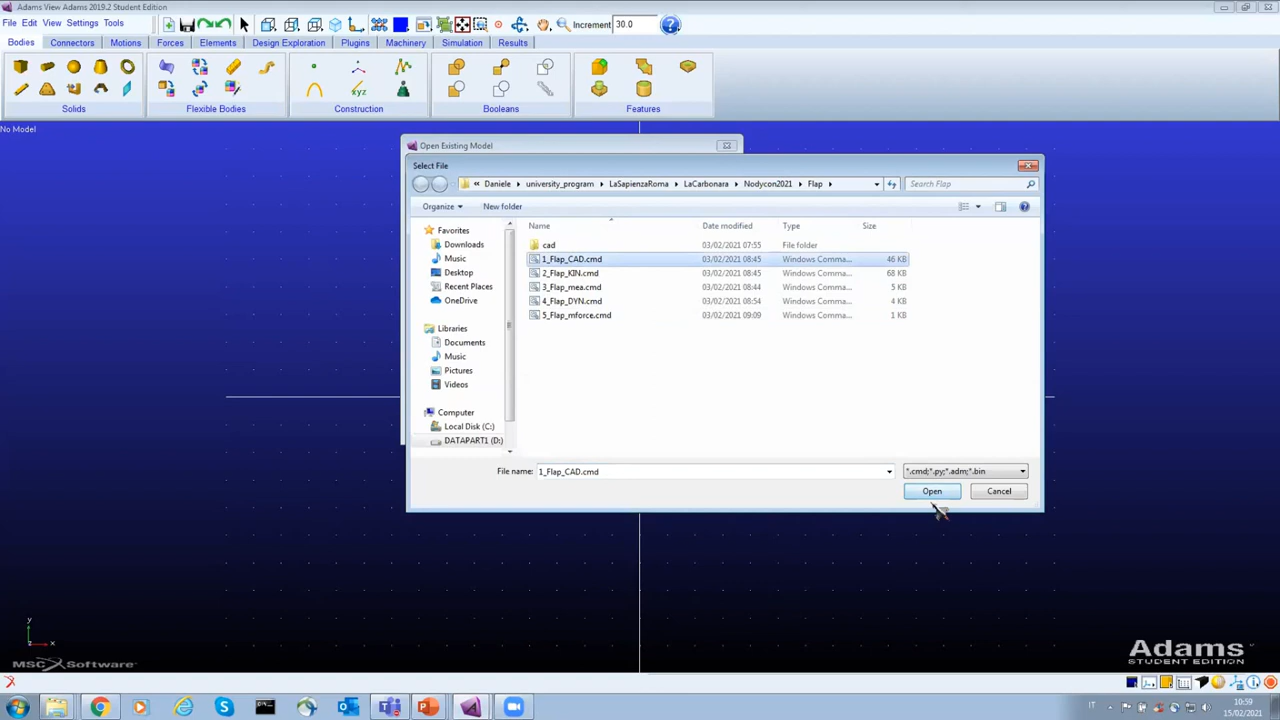 Adams View Adams 2019.2 Student Edition
File Edit View Settings Tools
Increment 30.0
Bodies Connectors Motions Forces Elements Design Exploration Plugins Machinery Simulation Results
Solids Flexible Bodies Construction Booleans Features
No Model
Open Existing Model
Select File
« Daniele ▸ university_program ▸ LaSapienzaRoma ▸ LaCarbonara ▸ Nodycon2021 ▸ Flap ▸
Search Flap
Organize New folder
Name Date modified Type Size
Favorites
Downloads
Music
Desktop
Recent Places
OneDrive
Libraries
Documents
Music
Pictures
Videos
Computer
Local Disk (C:)
DATAPART1 (D:)
cad 03/02/2021 07:55 File folder
1_Flap_CAD.cmd 03/02/2021 08:45 Windows Comma... 46 KB
2_Flap_KIN.cmd 03/02/2021 08:45 Windows Comma... 68 KB
3_Flap_mea.cmd 03/02/2021 08:44 Windows Comma... 5 KB
4_Flap_DYN.cmd 03/02/2021 08:54 Windows Comma... 4 KB
5_Flap_mforce.cmd 03/02/2021 09:09 Windows Comma... 1 KB
File name: 1_Flap_CAD.cmd *.cmd;*.py;*.adm;*.bin
Open Cancel
y
z x
MSC Software
Adams
STUDENT EDITION
IT
10:59
15/02/2021